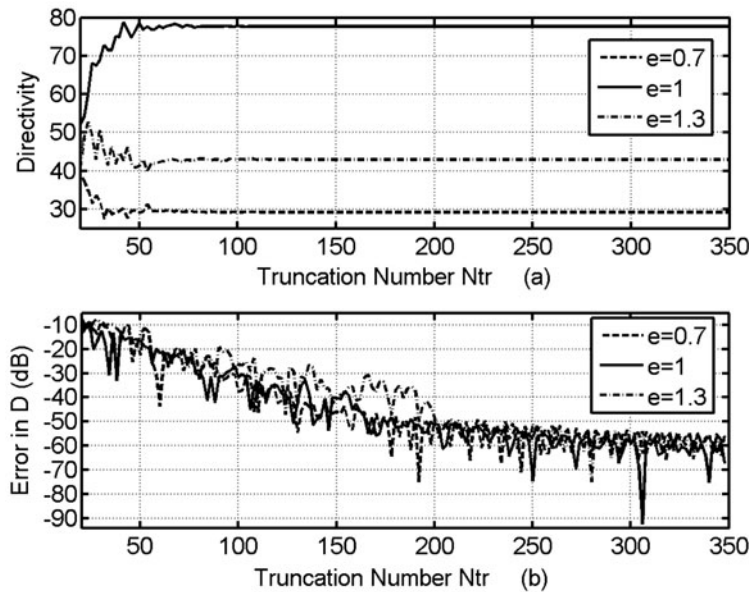 80
70
60
50
40
30
Directivity
e=0.7
e=1
e=1.3
50 100 150 200 250 300 350
Truncation Number Ntr (a)
-10
-20
-30
-40
-50
-60
-70
-80
-90
Error in D (dB)
e=0.7
e=1
e=1.3
50 100 150 200 250 300 350
Truncation Number Ntr (b)